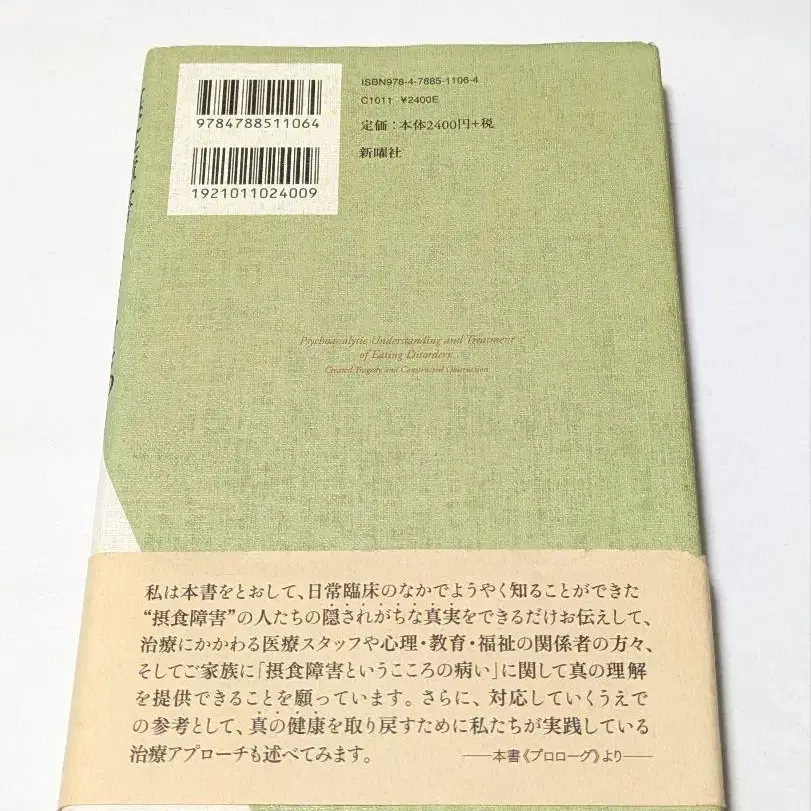 ISBN978-4-7885-1106-4
C1011 ¥2400E
定価：本体2400円+税
新曜社
9784788511064
1921011024009
Psychoanalytic Understanding and Treatment
of Eating Disorders:
Created Tragedy and Constructed Obstruction
私は本書をとおして、日常臨床のなかでようやく知ることができた
“摂食障害”の人たちの隠されがちな真実をできるだけお伝えして、
治療にかかわる医療スタッフや心理・教育・福祉の関係者の方々、
そしてご家族に「摂食障害というこころの病い」に関して真の理解
を提供できることを願っています。さらに、対応していくうえで
の参考として、真の健康を取り戻すために私たちが実践している
治療アプローチも述べてみます。
──本書《プロローグ》より──